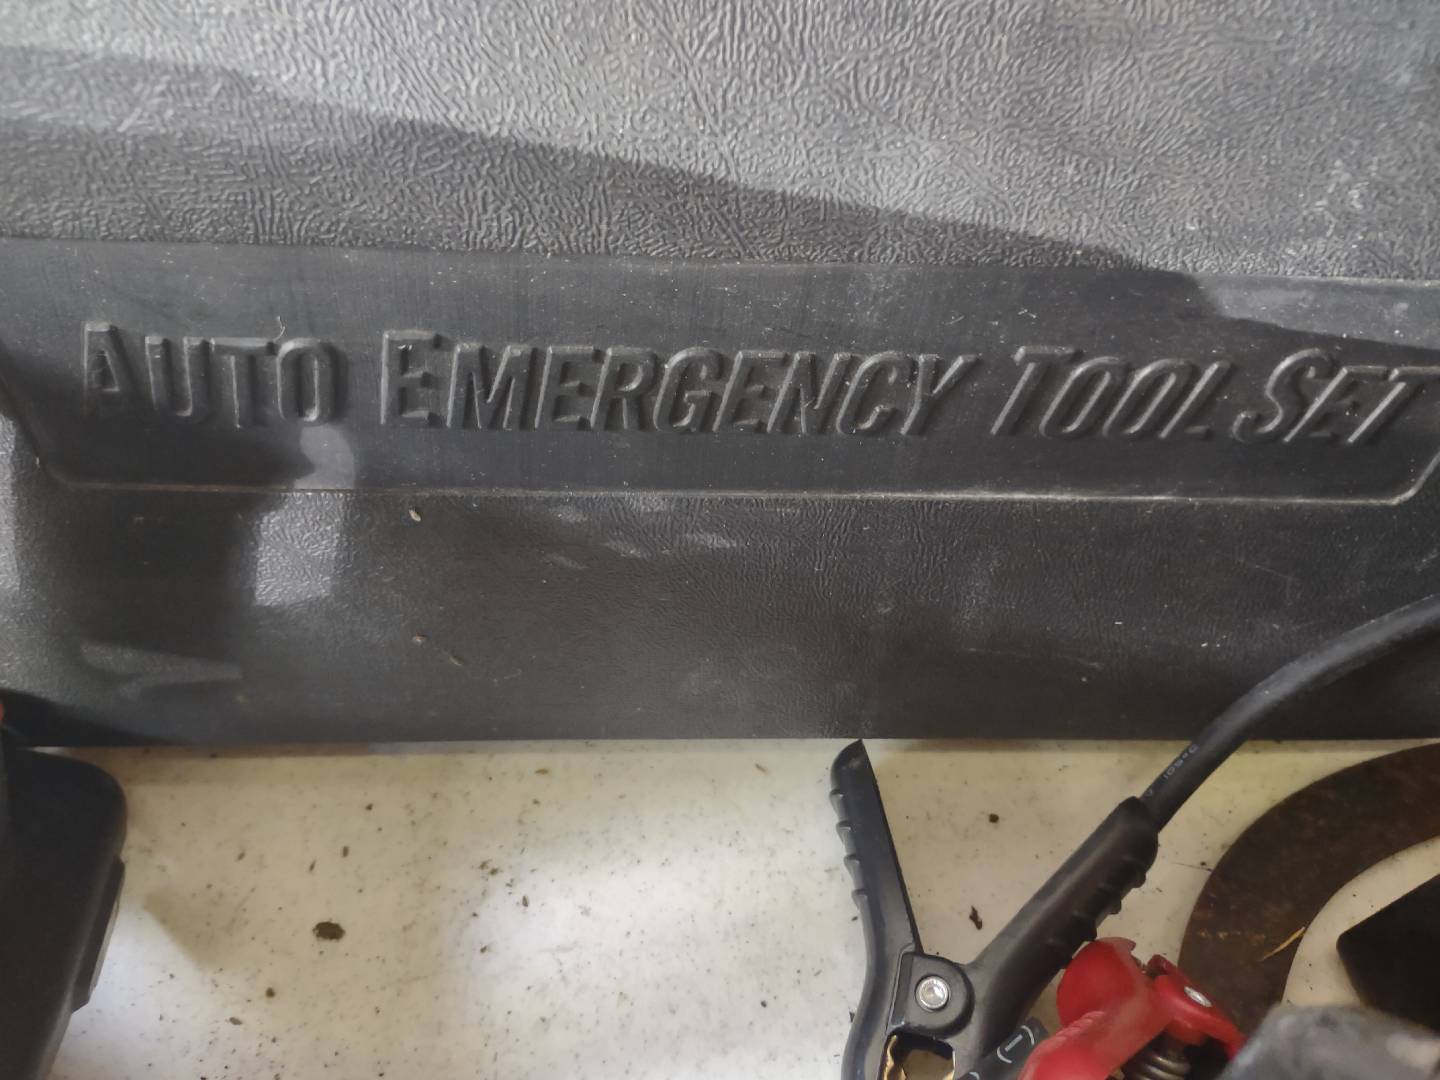 AUTO EMERGENCY TOOL SET
(-)